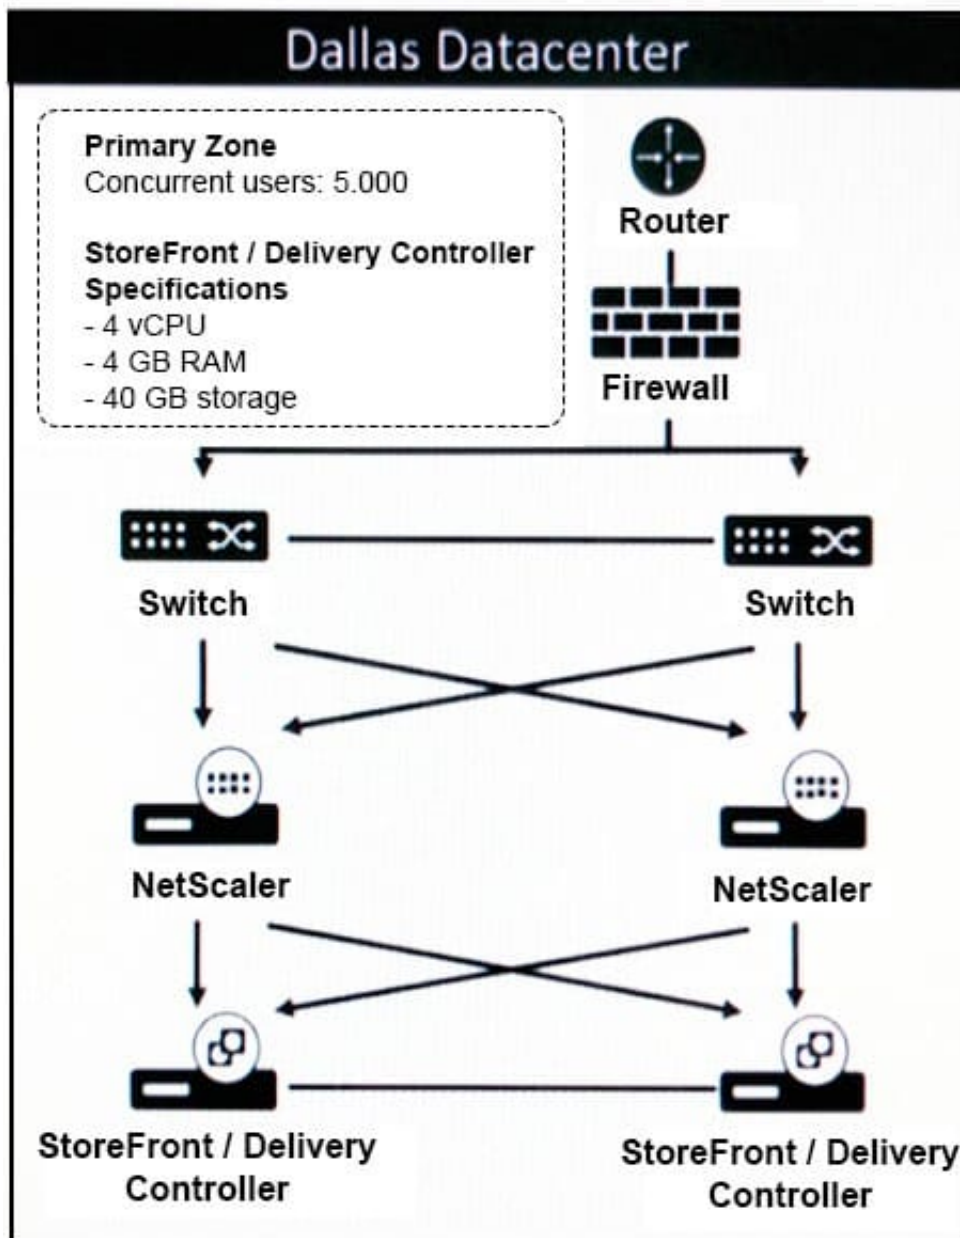 Dallas Datacenter
Primary Zone
Concurrent users: 5.000
StoreFront / Delivery Controller
Specifications
- 4 vCPU
- 4 GB RAM
- 40 GB storage
Router
Firewall
Switch
Switch
NetScaler
NetScaler
StoreFront / Delivery
Controller
StoreFront / Delivery
Controller